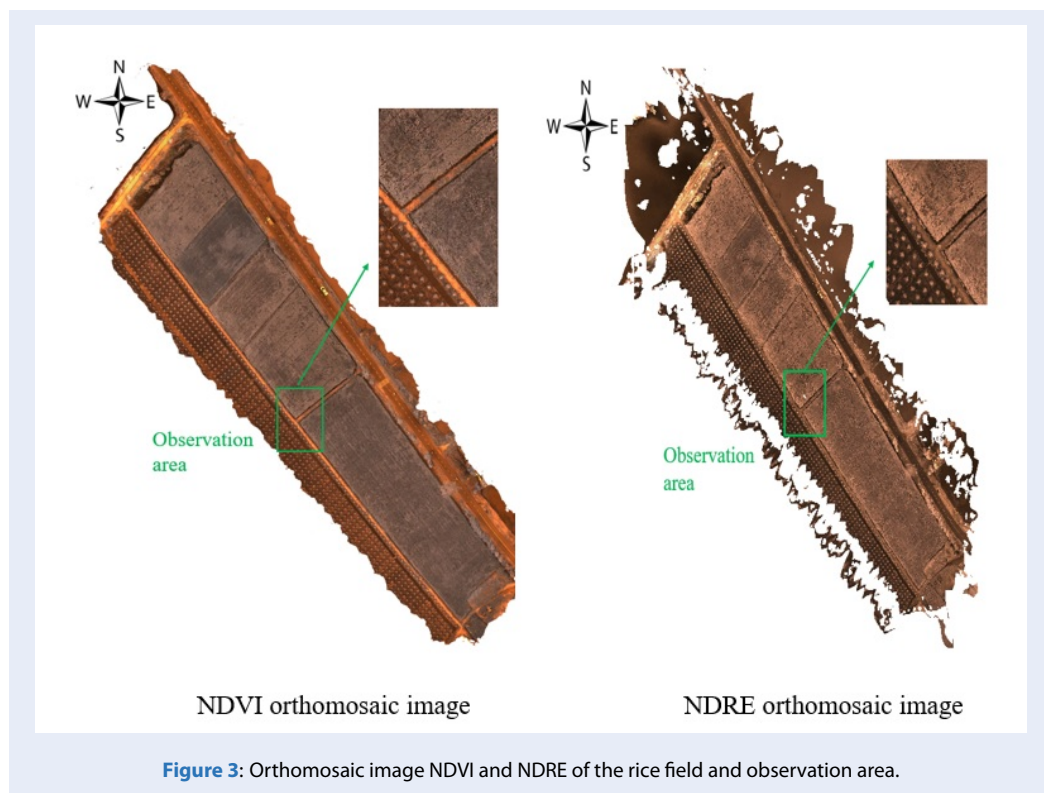 N
W E
S
Observation
area
NDVI orthomosaic image
N
W E
S
Observation
area
NDRE orthomosaic image
Figure 3: Orthomosaic image NDVI and NDRE of the rice field and observation area.